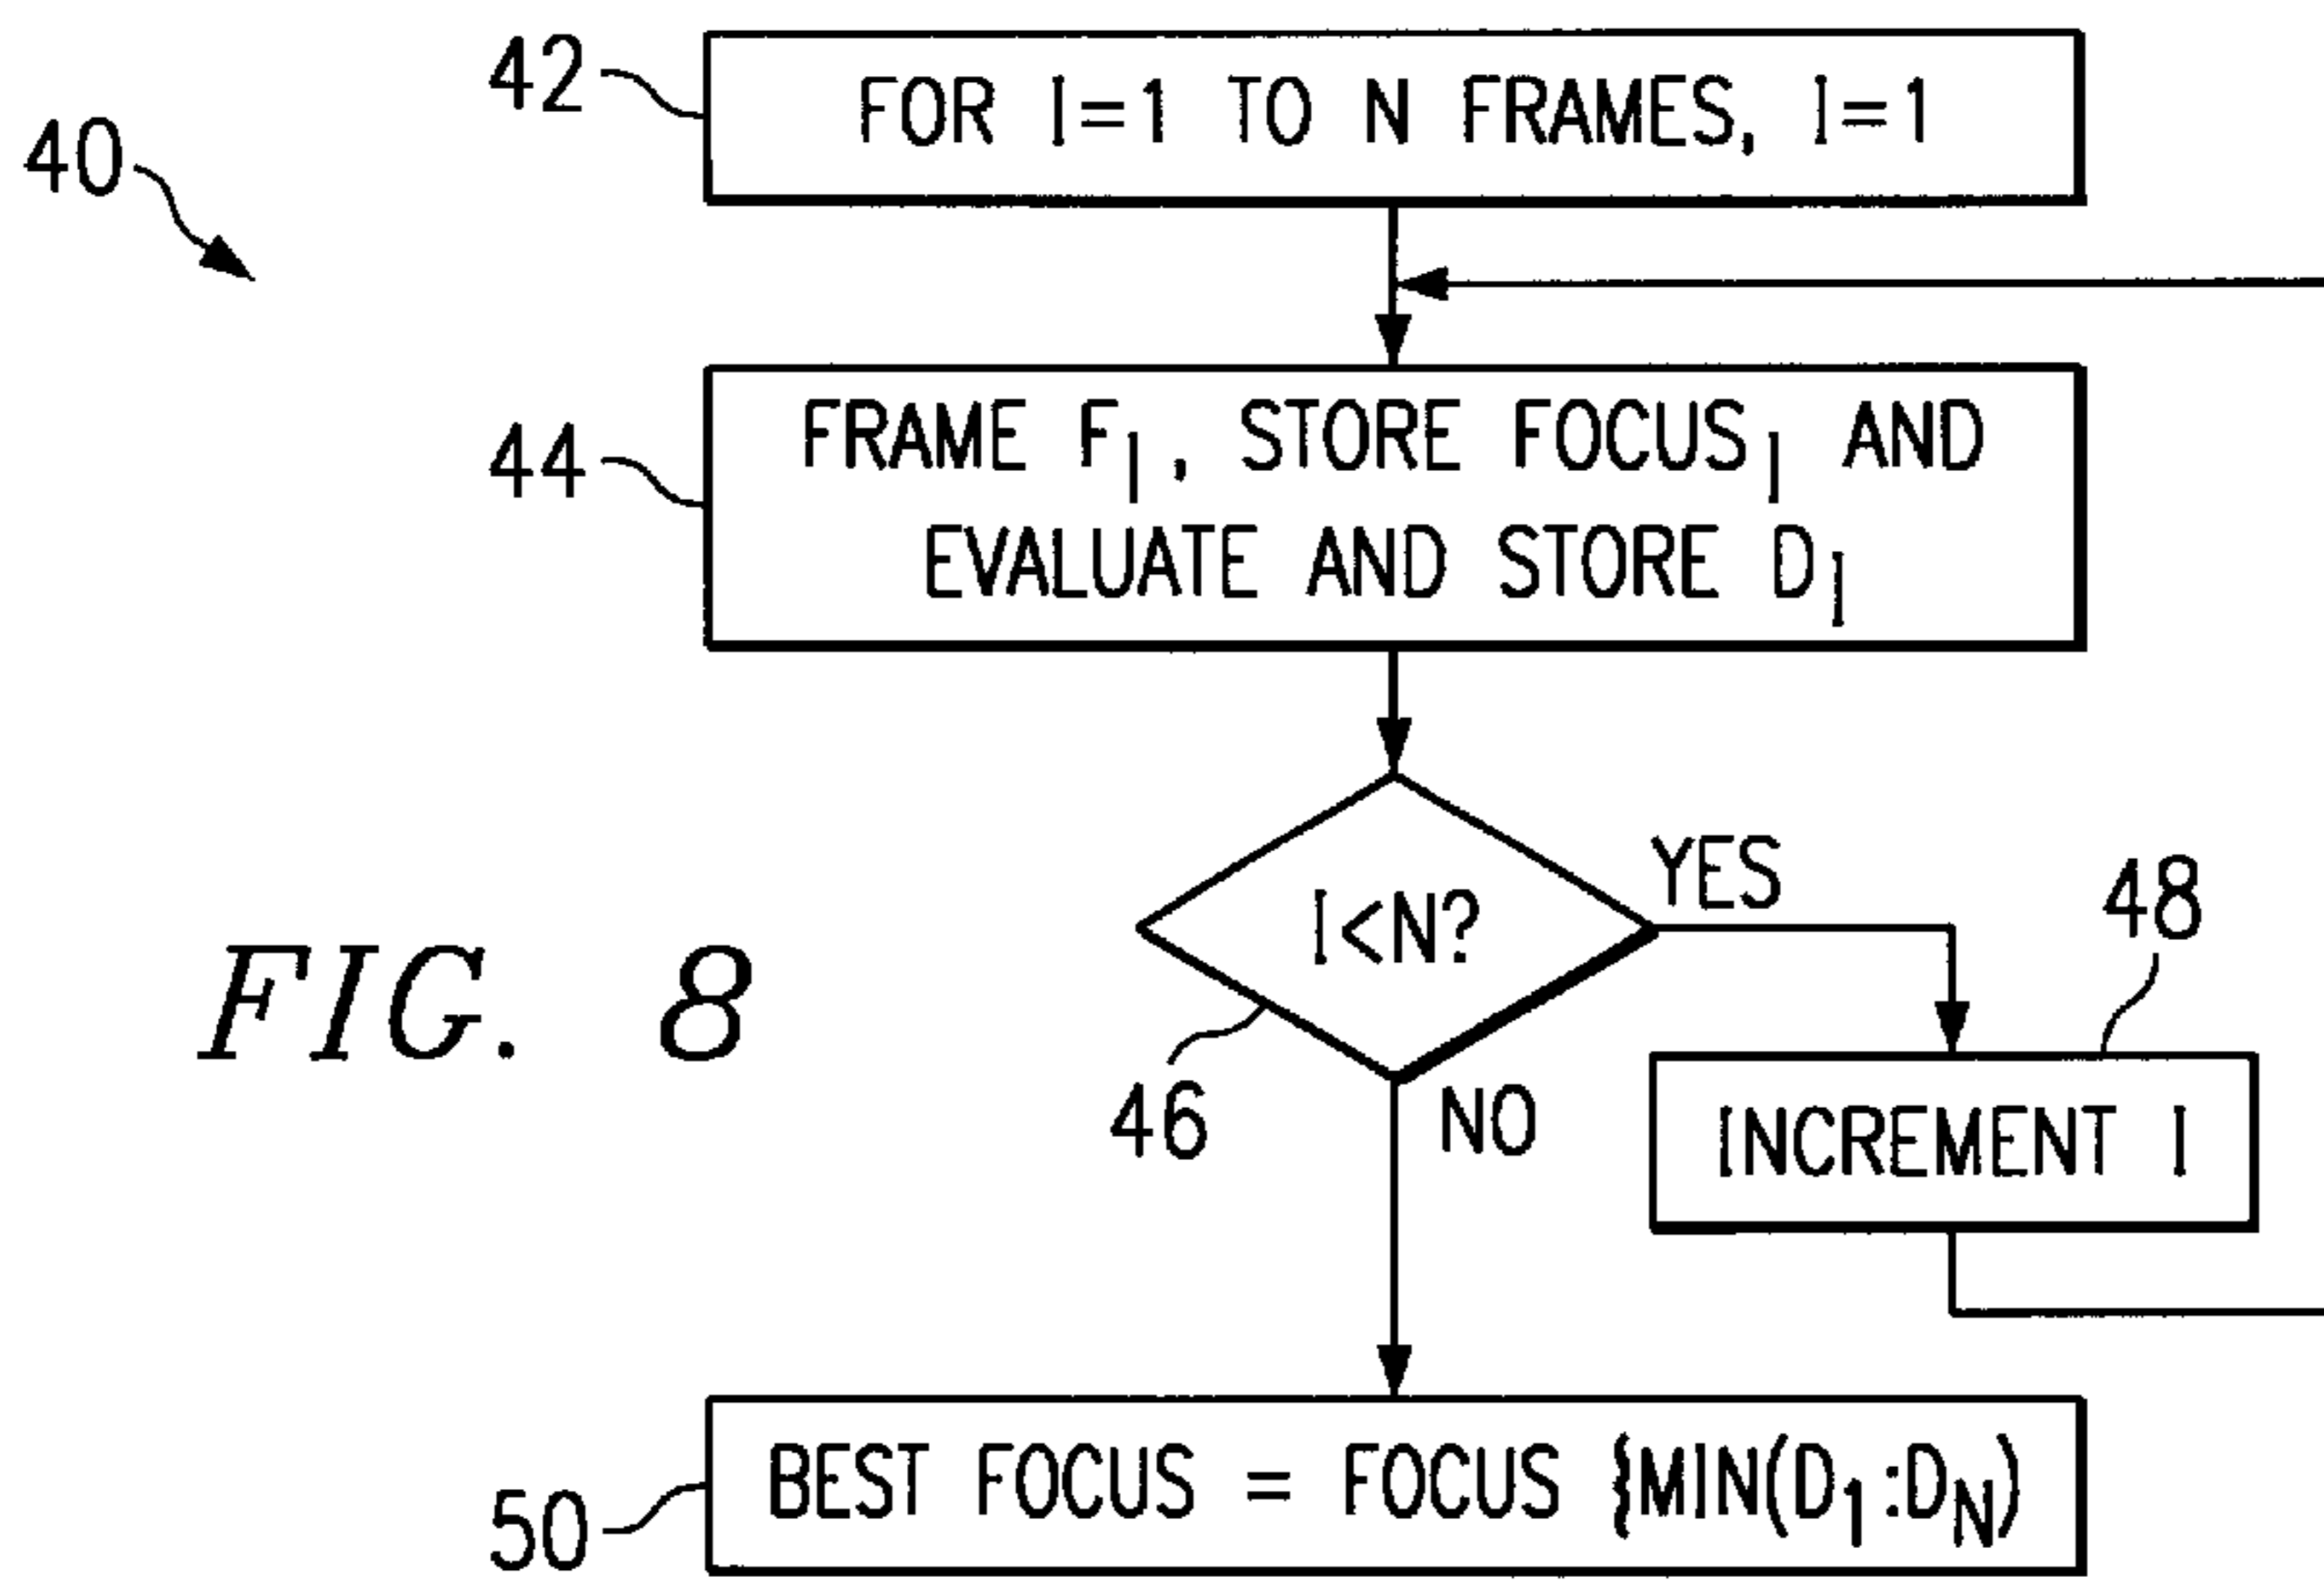 42
FOR I=1 TO N FRAMES, I=1
40
44
FRAME F_I, STORE FOCUS_I AND
EVALUATE AND STORE D_I
I<N?
YES
48
46
NO
INCREMENT I
FIG. 8
50
BEST FOCUS = FOCUS }MIN(D_1:D_N)